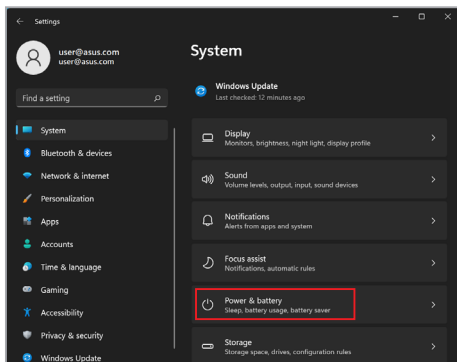 Settings
user@asus.com
user@asus.com
Find a setting
System
Bluetooth & devices
Network & internet
Personalization
Apps
Accounts
Time & language
Gaming
Accessibility
Privacy & security
Windows Update
System
Windows Update
Last checked: 12 minutes ago
Display
Monitors, brightness, night light, display profile
Sound
Volume levels, output, input, sound devices
Notifications
Alerts from apps and system
Focus assist
Notifications, automatic rules
Power & battery
Sleep, battery usage, battery saver
Storage
Storage space, drives, configuration rules